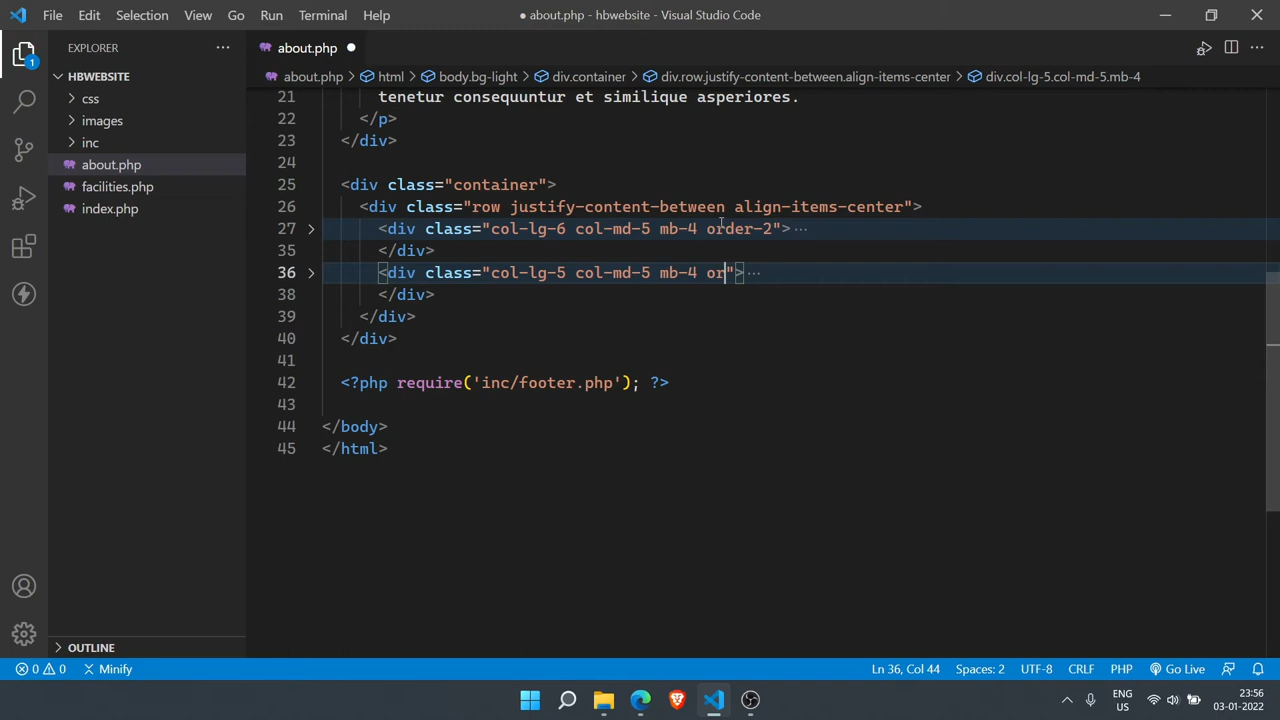 File Edit Selection View Go Run Terminal Help
● about.php - hbwebsite - Visual Studio Code
1
EXPLORER
HBWEBSITE
css
images
inc
about.php
facilities.php
index.php
OUTLINE
about.php
about.php > html > body.bg-light > div.container > div.row.justify-content-between.align-items-center > div.col-lg-5.col-md-5.mb-4
21 tenetur consequuntur et similique asperiores.
22 </p>
23 </div>
24
25 <div class="container">
26 <div class="row justify-content-between align-items-center">
27 <div class="col-lg-6 col-md-5 mb-4 order-2">···
35 </div>
36 <div class="col-lg-5 col-md-5 mb-4 or">···
38 </div>
39 </div>
40 </div>
41
42 <?php require('inc/footer.php'); ?>
43
44 </body>
45 </html>
0 0 Minify Ln 36, Col 44 Spaces: 2 UTF-8 CRLF PHP Go Live
ENG
US
23:56
03-01-2022